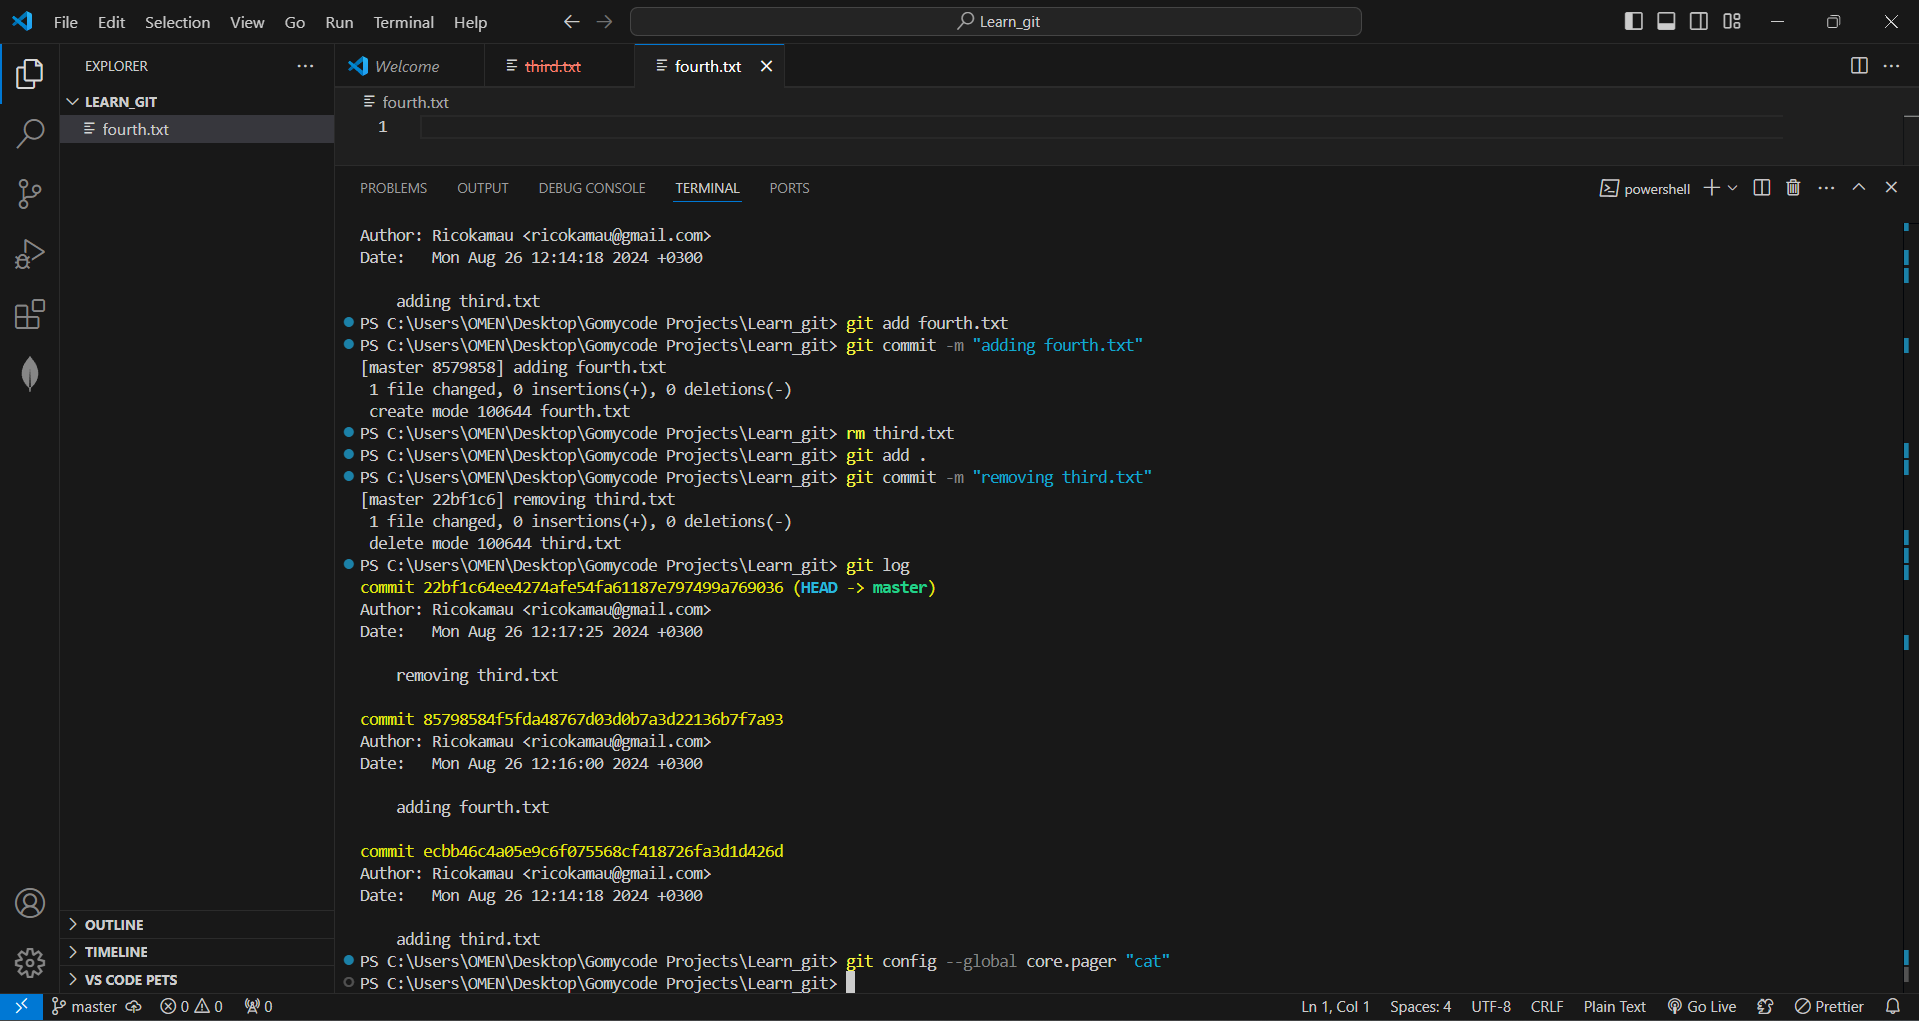 File Edit Selection View Go Run Terminal Help
Learn_git
EXPLORER
LEARN_GIT
fourth.txt
OUTLINE
TIMELINE
VS CODE PETS
Welcome
third.txt
fourth.txt
fourth.txt
1
PROBLEMS OUTPUT DEBUG CONSOLE TERMINAL PORTS
powershell
Author: Ricokamau <ricokamau@gmail.com>
Date:   Mon Aug 26 12:14:18 2024 +0300
adding third.txt
PS C:\Users\OMEN\Desktop\Gomycode Projects\Learn_git> git add fourth.txt
PS C:\Users\OMEN\Desktop\Gomycode Projects\Learn_git> git commit -m "adding fourth.txt"
[master 8579858] adding fourth.txt
1 file changed, 0 insertions(+), 0 deletions(-)
create mode 100644 fourth.txt
PS C:\Users\OMEN\Desktop\Gomycode Projects\Learn_git> rm third.txt
PS C:\Users\OMEN\Desktop\Gomycode Projects\Learn_git> git add .
PS C:\Users\OMEN\Desktop\Gomycode Projects\Learn_git> git commit -m "removing third.txt"
[master 22bf1c6] removing third.txt
1 file changed, 0 insertions(+), 0 deletions(-)
delete mode 100644 third.txt
PS C:\Users\OMEN\Desktop\Gomycode Projects\Learn_git> git log
commit 22bf1c64ee4274afe54fa61187e797499a769036 (HEAD -> master)
Author: Ricokamau <ricokamau@gmail.com>
Date:   Mon Aug 26 12:17:25 2024 +0300
removing third.txt
commit 85798584f5fda48767d03d0b7a3d22136b7f7a93
Author: Ricokamau <ricokamau@gmail.com>
Date:   Mon Aug 26 12:16:00 2024 +0300
adding fourth.txt
commit ecbb46c4a05e9c6f075568cf418726fa3d1d426d
Author: Ricokamau <ricokamau@gmail.com>
Date:   Mon Aug 26 12:14:18 2024 +0300
adding third.txt
PS C:\Users\OMEN\Desktop\Gomycode Projects\Learn_git> git config --global core.pager "cat"
PS C:\Users\OMEN\Desktop\Gomycode Projects\Learn_git>
master 0 0 0 Ln 1, Col 1 Spaces: 4 UTF-8 CRLF Plain Text Go Live Prettier